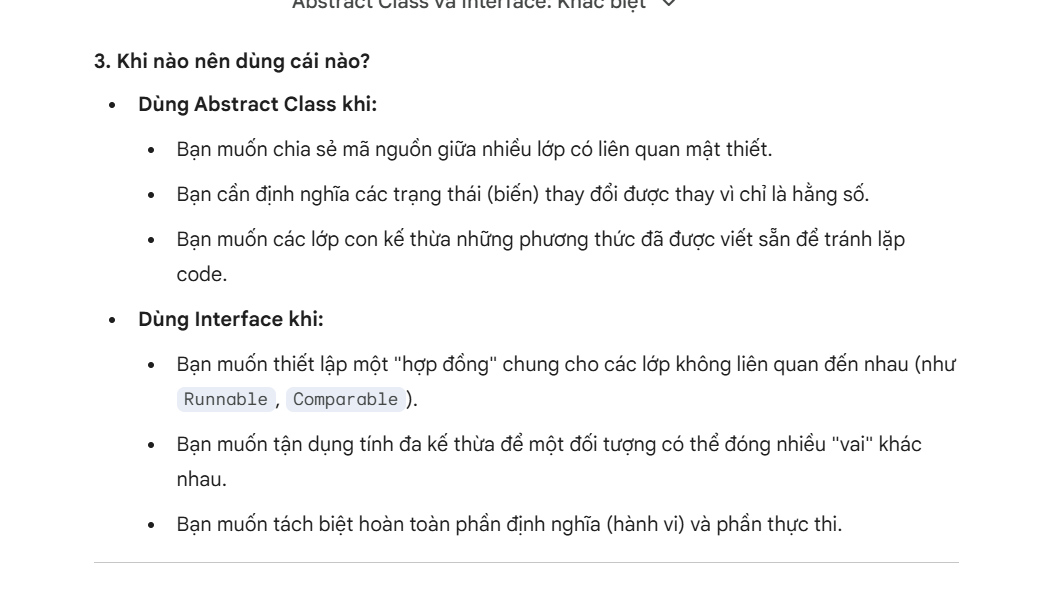 Abstract Class và Interface: Khác biệt
3. Khi nào nên dùng cái nào?
• Dùng Abstract Class khi:
• Bạn muốn chia sẻ mã nguồn giữa nhiều lớp có liên quan mật thiết.
• Bạn cần định nghĩa các trạng thái (biến) thay đổi được thay vì chỉ là hằng số.
• Bạn muốn các lớp con kế thừa những phương thức đã được viết sẵn để tránh lặp
code.
• Dùng Interface khi:
• Bạn muốn thiết lập một "hợp đồng" chung cho các lớp không liên quan đến nhau (như
Runnable , Comparable ).
• Bạn muốn tận dụng tính đa kế thừa để một đối tượng có thể đóng nhiều "vai" khác
nhau.
• Bạn muốn tách biệt hoàn toàn phần định nghĩa (hành vi) và phần thực thi.